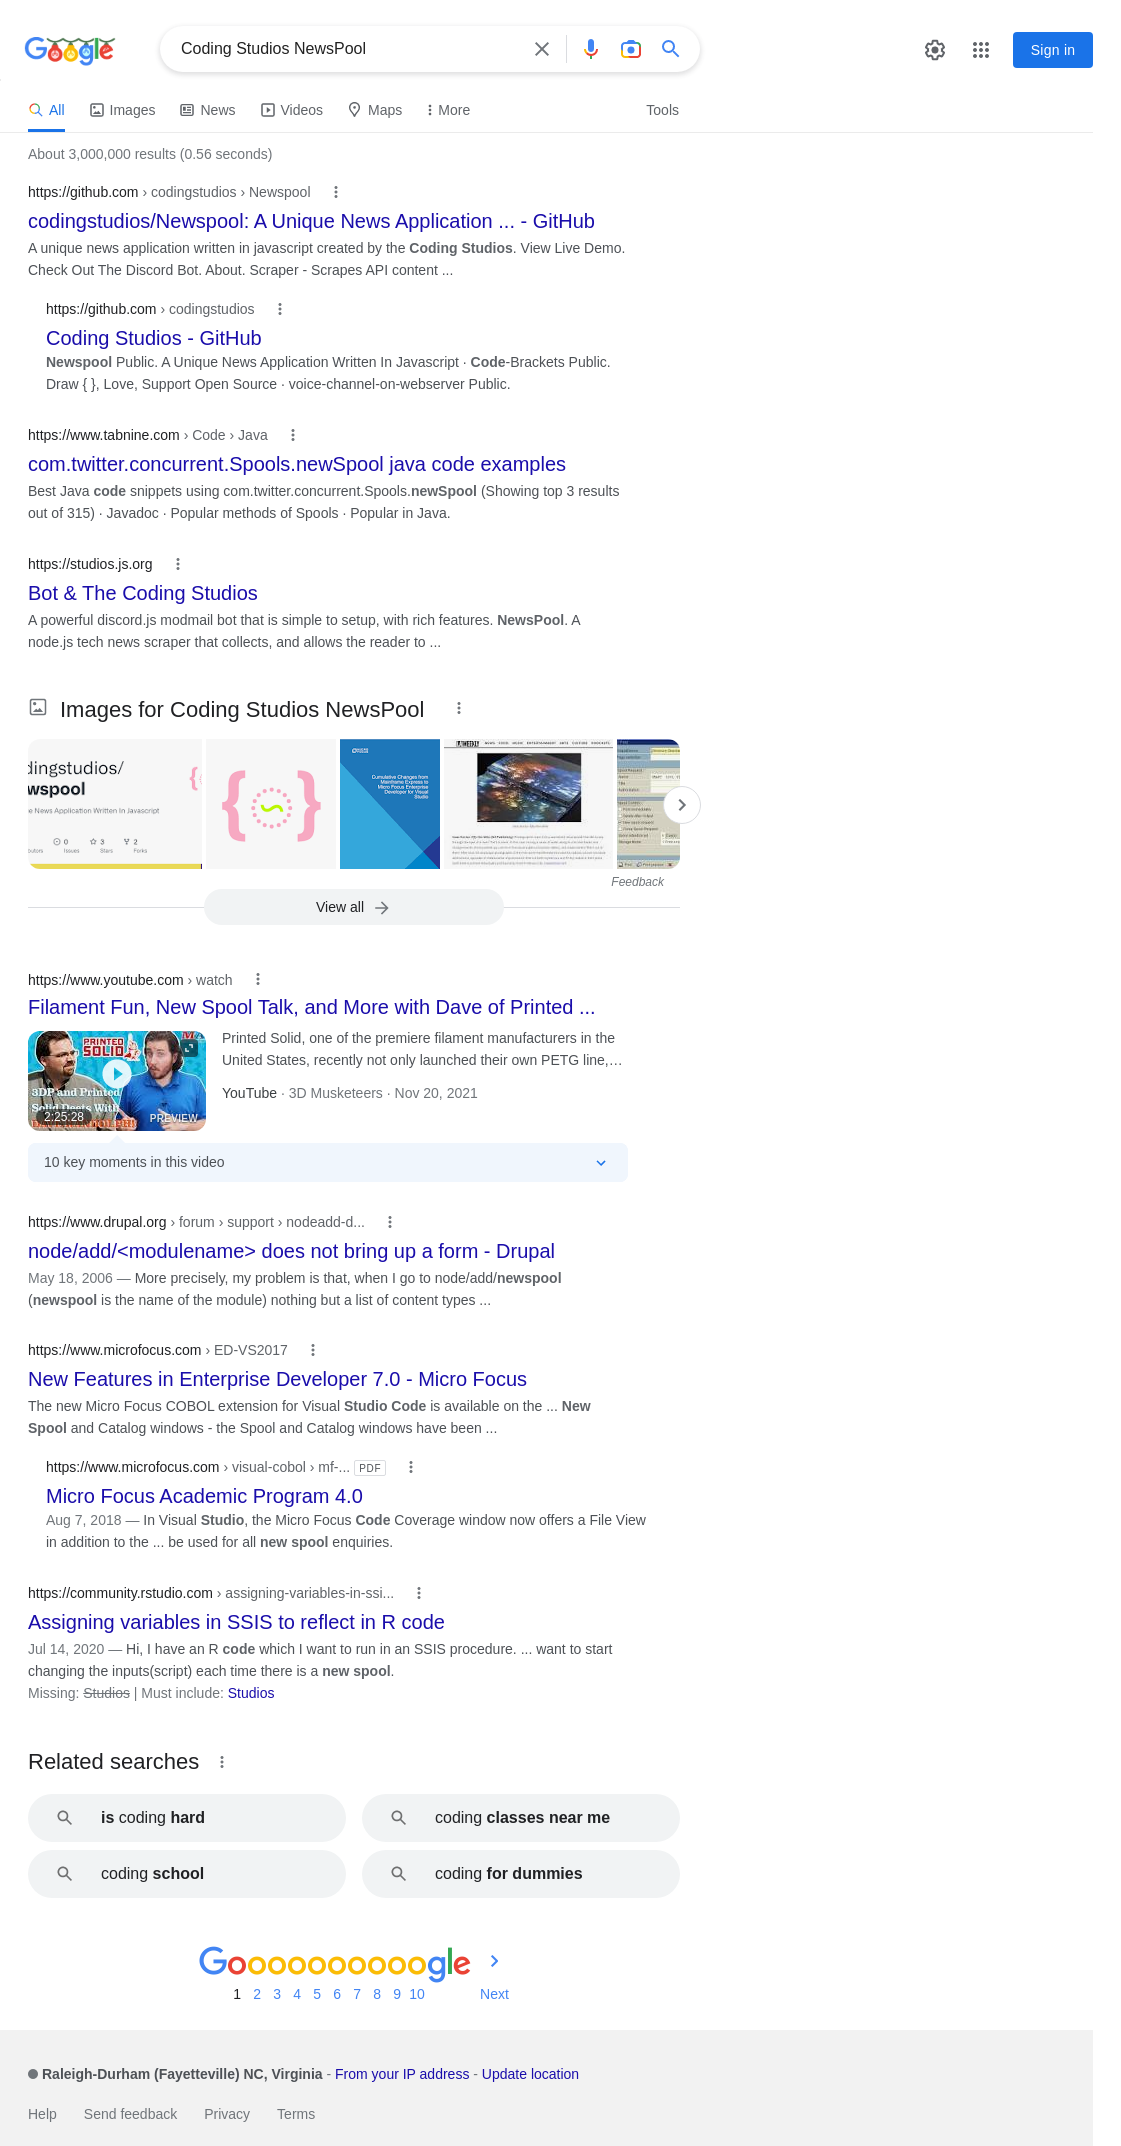 Google
Coding Studios NewsPool
Sign in
All
Images
News
Videos
Maps
More
Tools
About 3,000,000 results (0.56 seconds)
https://github.com › codingstudios › Newspool
codingstudios/Newspool: A Unique News Application ... - GitHub
A unique news application written in javascript created by the Coding Studios. View Live Demo.
Check Out The Discord Bot. About. Scraper - Scrapes API content ...
https://github.com › codingstudios
Coding Studios - GitHub
Newspool Public. A Unique News Application Written In Javascript · Code-Brackets Public.
Draw { }, Love, Support Open Source · voice-channel-on-webserver Public.
https://www.tabnine.com › Code › Java
com.twitter.concurrent.Spools.newSpool java code examples
Best Java code snippets using com.twitter.concurrent.Spools.newSpool (Showing top 3 results
out of 315) · Javadoc · Popular methods of Spools · Popular in Java.
https://studios.js.org
Bot & The Coding Studios
A powerful discord.js modmail bot that is simple to setup, with rich features. NewsPool. A
node.js tech news scraper that collects, and allows the reader to ...
Images for Coding Studios NewsPool
dingstudios/
wspool
e News Application Written In Javascript
0
3
2
Issues
Stars
Forks
Cumulative Changes from
Mainframe Express to
Micro Focus Enterprise
Developer for Visual
Studio
Feedback
View all
https://www.youtube.com › watch
Filament Fun, New Spool Talk, and More with Dave of Printed ...
PRINTED
SOLID
3DP and Printed
Solid Deets With
2:25:28
PREVIEW
Printed Solid, one of the premiere filament manufacturers in the
United States, recently not only launched their own PETG line,...
YouTube · 3D Musketeers · Nov 20, 2021
10 key moments in this video
https://www.drupal.org › forum › support › nodeadd-d...
node/add/<modulename> does not bring up a form - Drupal
May 18, 2006 — More precisely, my problem is that, when I go to node/add/newspool
(newspool is the name of the module) nothing but a list of content types ...
https://www.microfocus.com › ED-VS2017
New Features in Enterprise Developer 7.0 - Micro Focus
The new Micro Focus COBOL extension for Visual Studio Code is available on the ... New
Spool and Catalog windows - the Spool and Catalog windows have been ...
https://www.microfocus.com › visual-cobol › mf-... PDF
Micro Focus Academic Program 4.0
Aug 7, 2018 — In Visual Studio, the Micro Focus Code Coverage window now offers a File View
in addition to the ... be used for all new spool enquiries.
https://community.rstudio.com › assigning-variables-in-ssi...
Assigning variables in SSIS to reflect in R code
Jul 14, 2020 — Hi, I have an R code which I want to run in an SSIS procedure. ... want to start
changing the inputs(script) each time there is a new spool.
Missing: Studios | Must include: Studios
Related searches
is coding hard
coding classes near me
coding school
coding for dummies
Goooooooooogle
1 2 3 4 5 6 7 8 9 10 Next
Raleigh-Durham (Fayetteville) NC, Virginia - From your IP address - Update location
Help Send feedback Privacy Terms